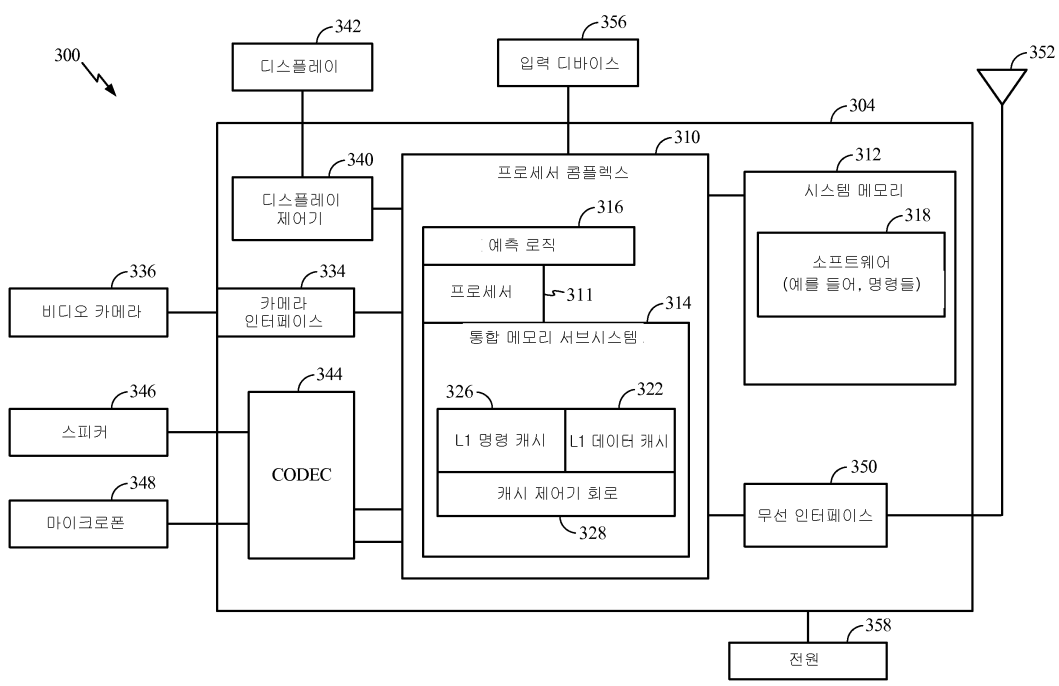 300
342
디스플레이
356
입력 디바이스
352
304
340
디스플레이
제어기
310
프로세서 콤플렉스
312
시스템 메모리
316
예측 로직
318
소프트웨어
(예를 들어, 명령들)
프로세서
311
336
비디오 카메라
334
카메라
인터페이스
314
통합 메모리 서브시스템
346
스피커
344
CODEC
326
L1 명령 캐시
322
L1 데이터 캐시
캐시 제어기 회로
328
348
마이크로폰
350
무선 인터페이스
358
전원